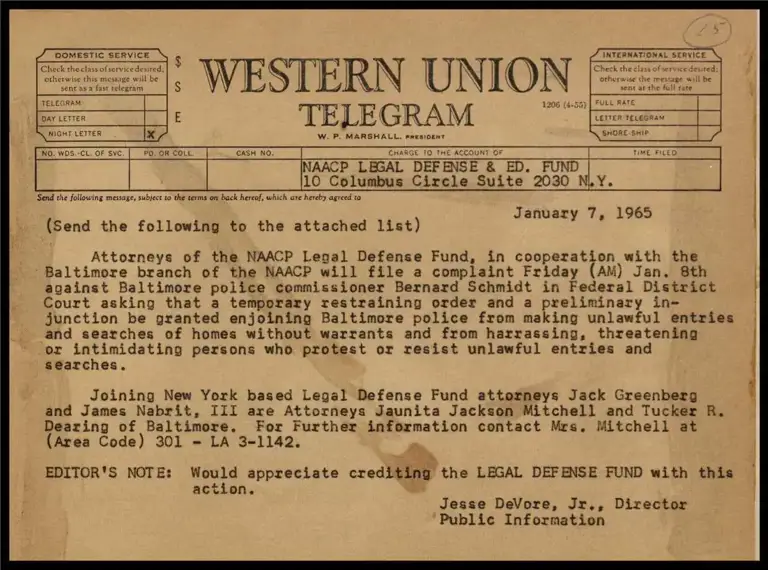 15
DOMESTIC SERVICE
Check the class of service desired;
otherwise this message will be
sent as a fast telegram
TELEGRAM
DAY LETTER
NIGHT LETTER X
$
S
E
WESTERN UNION
TELEGRAM
W. P. MARSHALL, PRESIDENT
1206 (4-55)
INTERNATIONAL SERVICE
Check the class of service desired;
otherwise the message will be
sent at the full rate
FULL RATE
LETTER TELEGRAM
SHORE-SHIP
NO. WDS.-CL. OF SVC. PD. OR COLL. CASH NO. CHARGE TO THE ACCOUNT OF TIME FILED
NAACP LEGAL DEFENSE & ED. FUND
10 Columbus Circle Suite 2030 N.Y.
Send the following message, subject to the terms on back hereof, which are hereby agreed to
January 7, 1965
(Send the following to the attached list)
Attorneys of the NAACP Legal Defense Fund, in cooperation with the
Baltimore branch of the NAACP will file a complaint Friday (AM) Jan. 8th
against Baltimore police commissioner Bernard Schmidt in Federal District
Court asking that a temporary restraining order and a preliminary in-
junction be granted enjoining Baltimore police from making unlawful entries
and searches of homes without warrants and from harrassing, threatening
or intimidating persons who protest or resist unlawful entries and
searches.
Joining New York based Legal Defense Fund attorneys Jack Greenberg
and James Nabrit, III are Attorneys Jaunita Jackson Mitchell and Tucker R.
Dearing of Baltimore. For Further information contact Mrs. Mitchell at
(Area Code) 301 - LA 3-1142.
EDITOR'S NOTE: Would appreciate crediting the LEGAL DEFENSE FUND with this
action.
Jesse DeVore, Jr., Director
Public Information